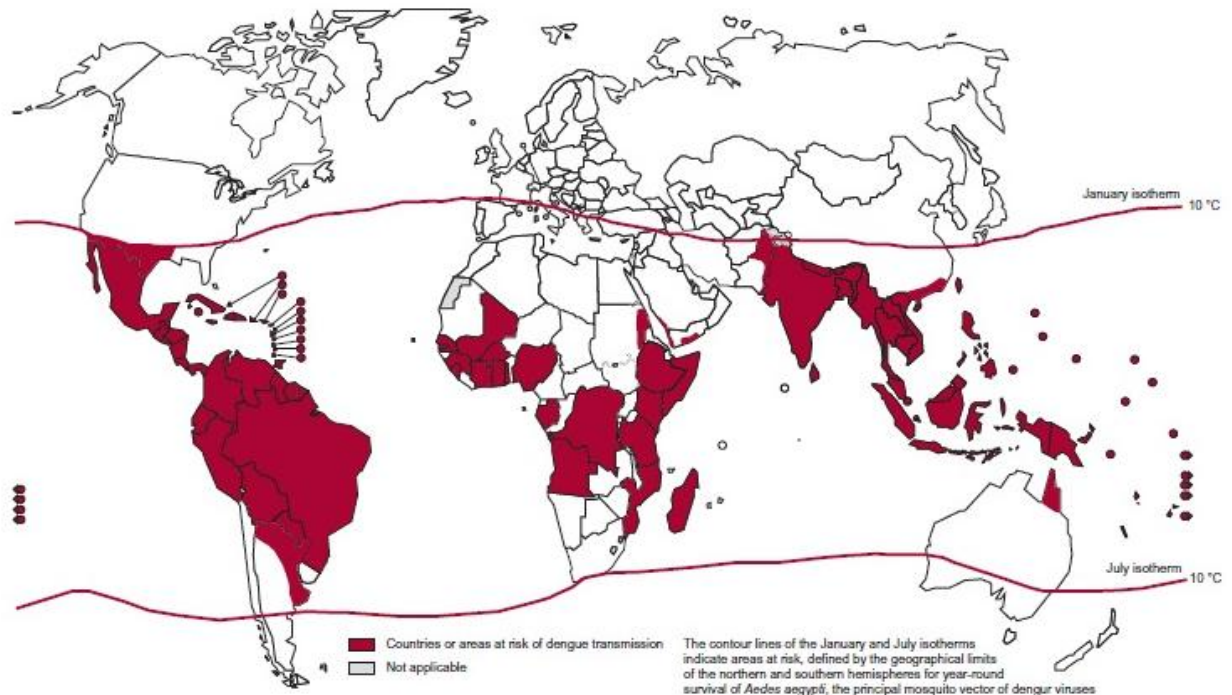 January isotherm
10 °C
July isotherm
10 °C
Countries or areas at risk of dengue transmission
Not applicable
The contour lines of the January and July isotherms
indicate areas at risk, defined by the geographical limits
of the northern and southern hemispheres for year-round
survival of Aedes aegypti, the principal mosquito vector of dengur viruses